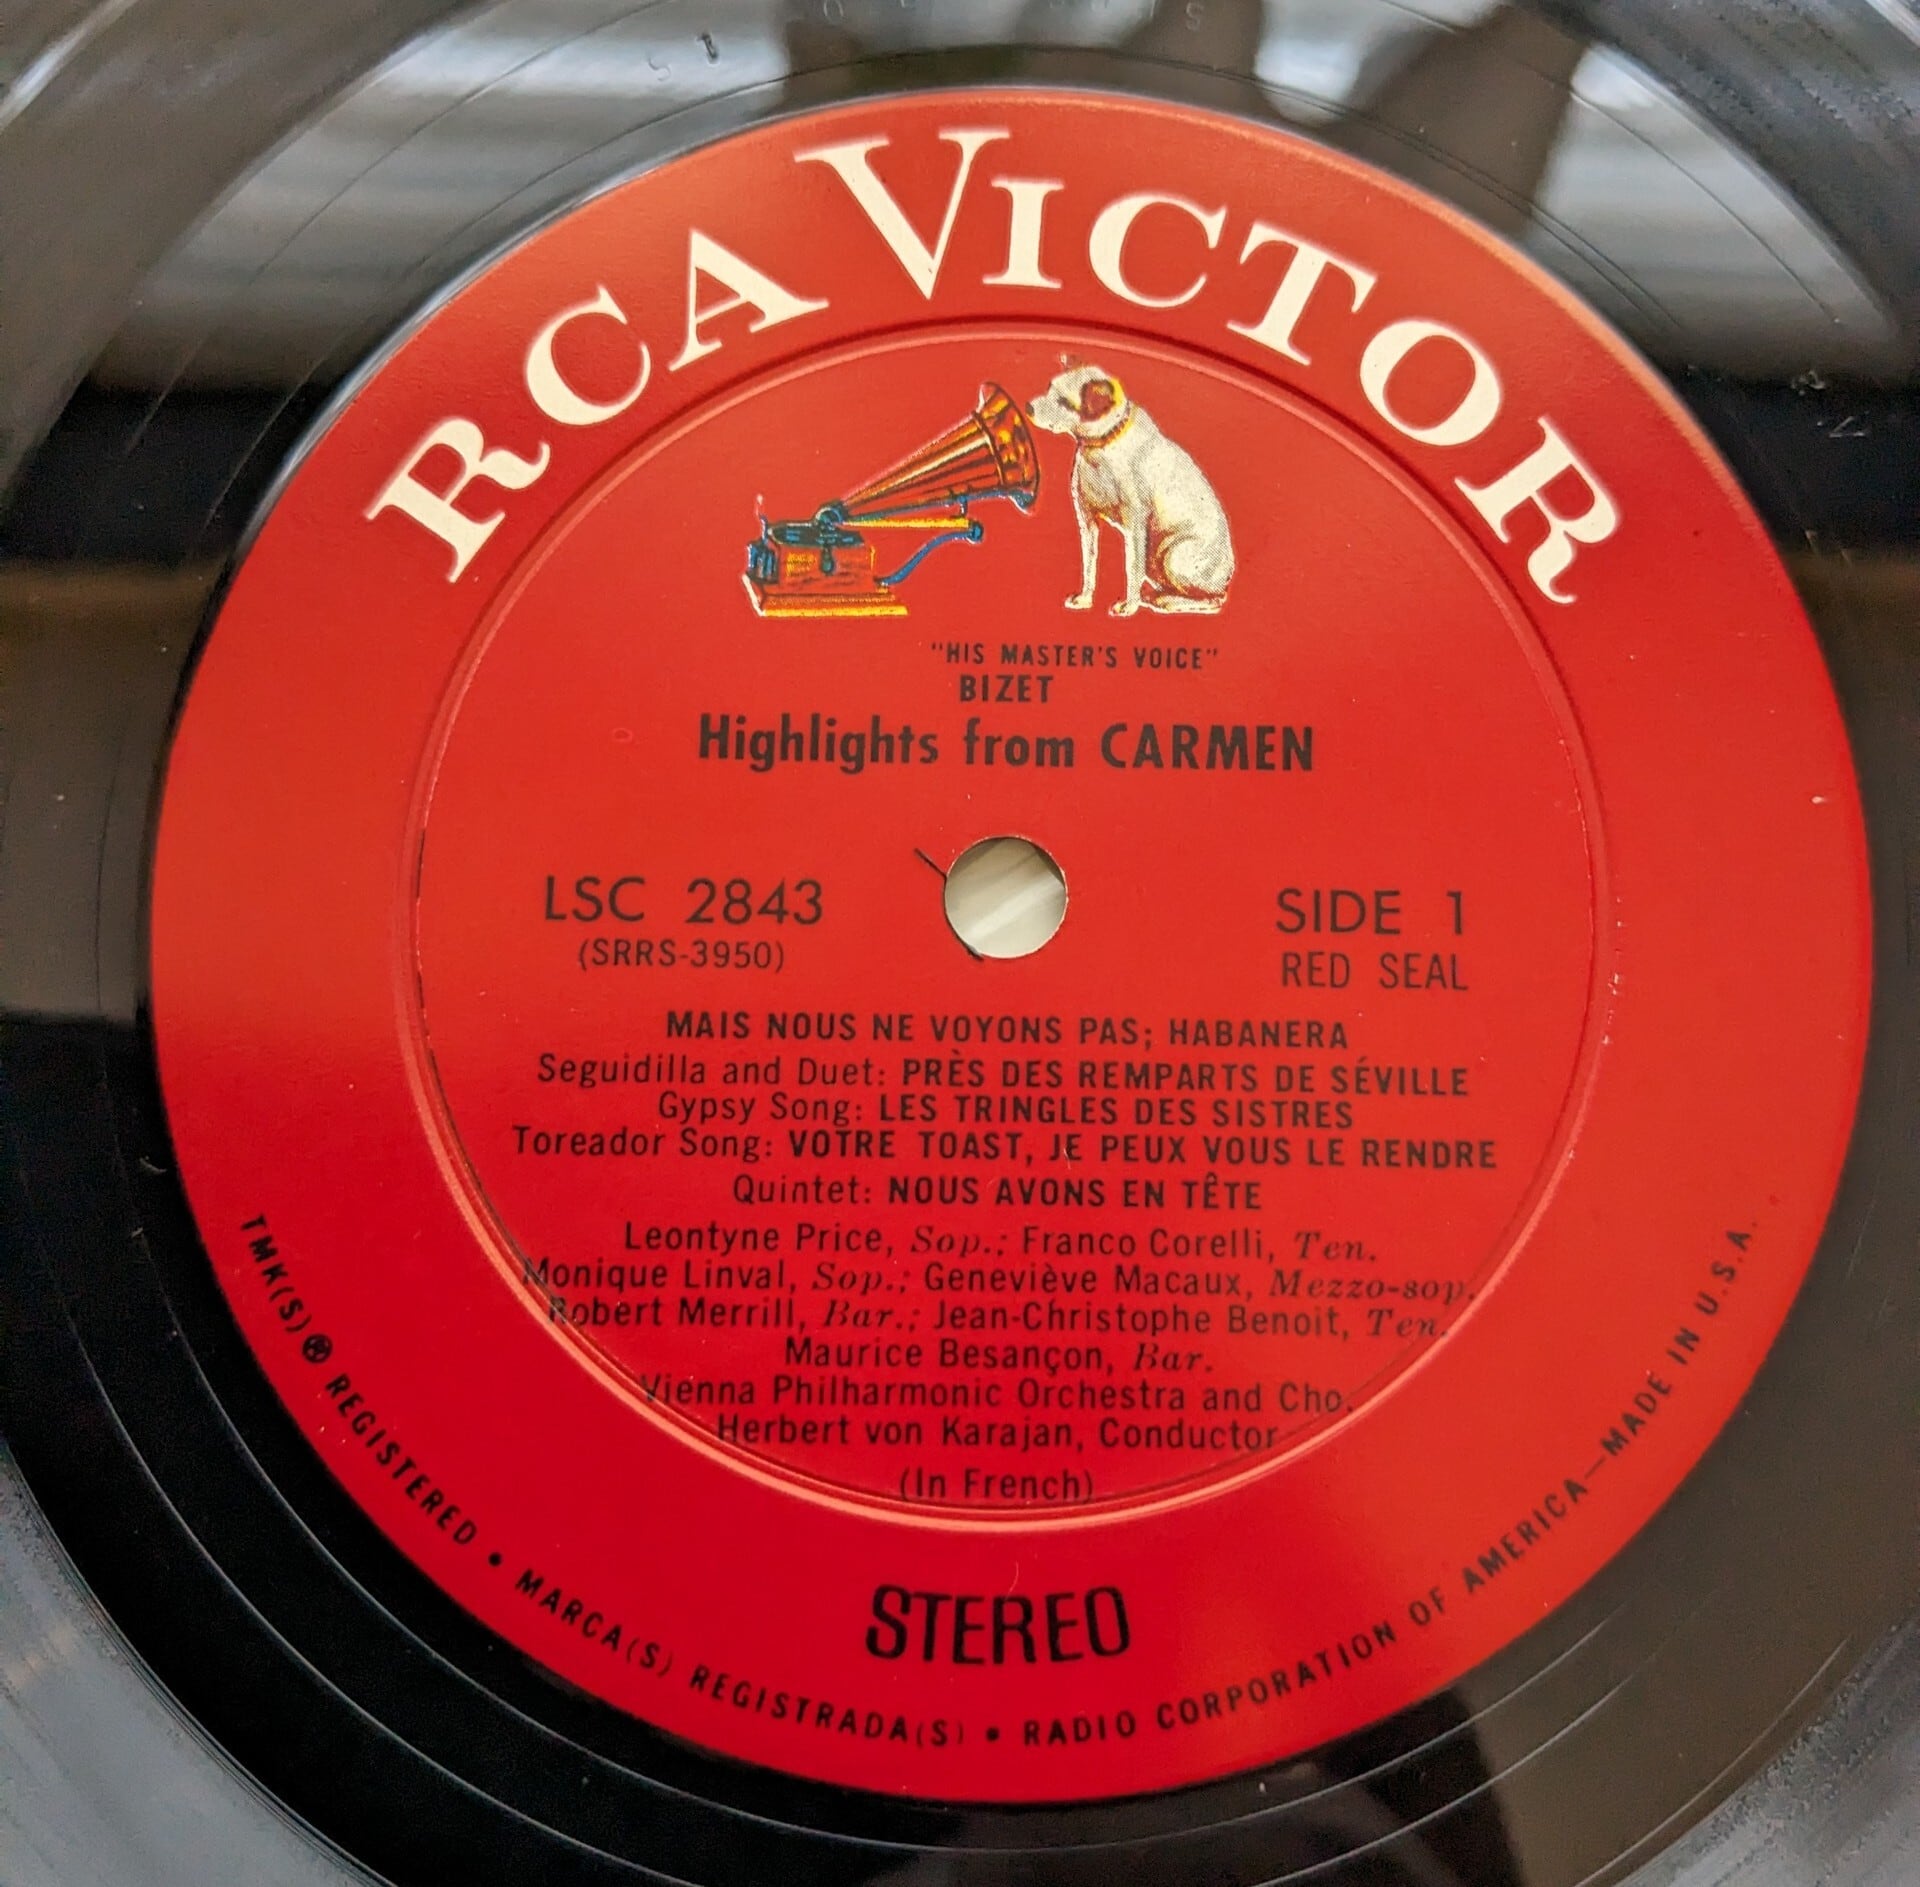 RCA VICTOR
"HIS MASTER'S VOICE"
BIZET
Highlights from CARMEN
LSC 2843
(SRRS-3950)
SIDE 1
RED SEAL
MAIS NOUS NE VOYONS PAS; HABANERA
Seguidilla and Duet: PRÈS DES REMPARTS DE SÉVILLE
Gypsy Song: LES TRINGLES DES SISTRES
Toreador Song: VOTRE TOAST, JE PEUX VOUS LE RENDRE
Quintet: NOUS AVONS EN TÊTE
Leontyne Price, Sop.; Franco Corelli, Ten.
Monique Linval, Sop.; Geneviève Macaux, Mezzo-sop.
Robert Merrill, Bar.; Jean-Christophe Benoit, Ten.
Maurice Besançon, Bar.
Vienna Philharmonic Orchestra and Cho.
Herbert von Karajan, Conductor
(In French)
STEREO
TMK(S) ® REGISTERED • MARCA(S) REGISTRADA(S) • RADIO CORPORATION OF AMERICA—MADE IN U.S.A.